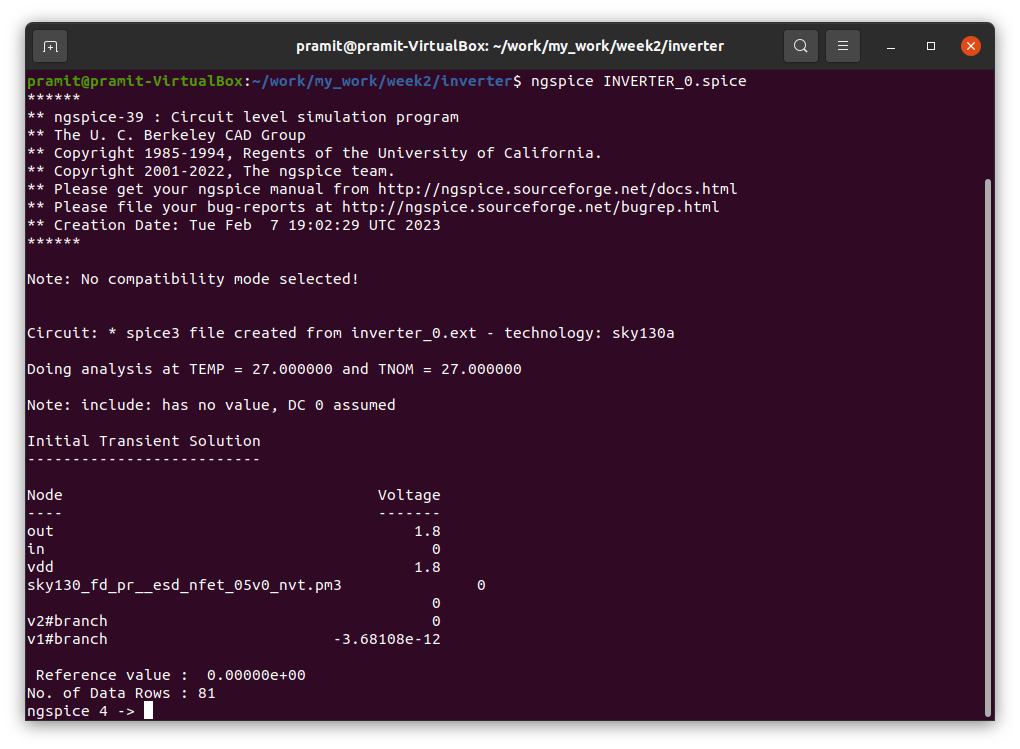 pramit@pramit-VirtualBox: ~/work/my_work/week2/inverter
pramit@pramit-VirtualBox:~/work/my_work/week2/inverter$ ngspice INVERTER_0.spice
******
** ngspice-39 : Circuit level simulation program
** The U. C. Berkeley CAD Group
** Copyright 1985-1994, Regents of the University of California.
** Copyright 2001-2022, The ngspice team.
** Please get your ngspice manual from http://ngspice.sourceforge.net/docs.html
** Please file your bug-reports at http://ngspice.sourceforge.net/bugrep.html
** Creation Date: Tue Feb  7 19:02:29 UTC 2023
******
Note: No compatibility mode selected!
Circuit: * spice3 file created from inverter_0.ext - technology: sky130a
Doing analysis at TEMP = 27.000000 and TNOM = 27.000000
Note: include: has no value, DC 0 assumed
Initial Transient Solution
--------------------------
Node                                   Voltage
----                                   -------
out                                        1.8
in                                           0
vdd                                        1.8
sky130_fd_pr__esd_nfet_05v0_nvt.pm3               0
                                             0
v2#branch                                    0
v1#branch                         -3.68108e-12
 Reference value :  0.00000e+00
No. of Data Rows : 81
ngspice 4 ->